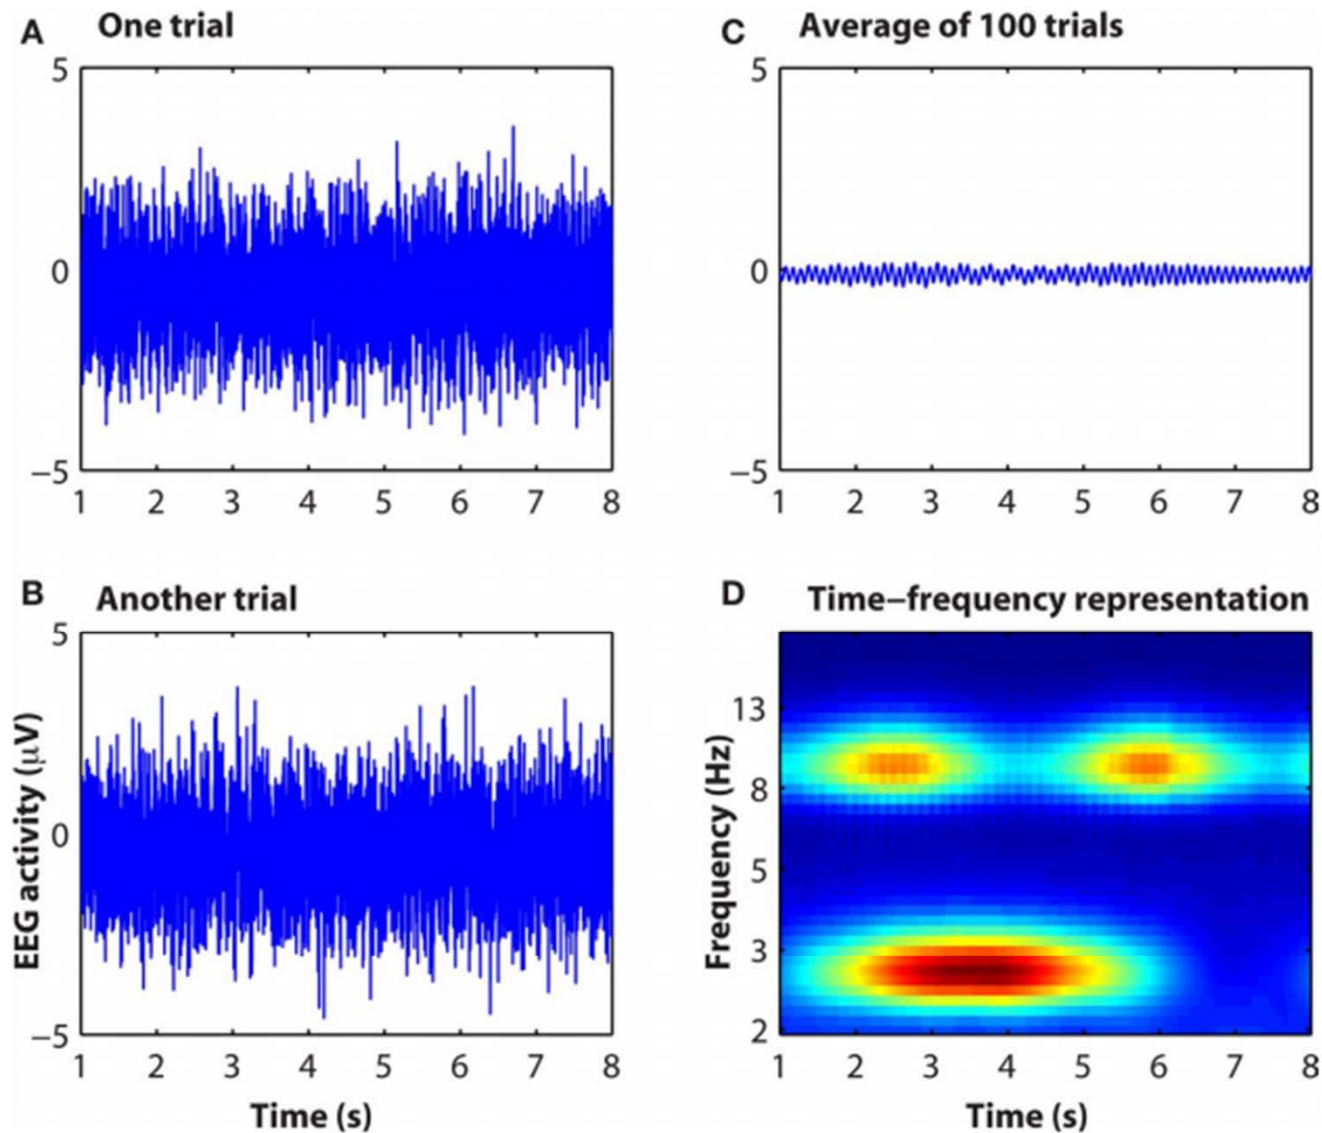 A One trial
5
0
−5
1 2 3 4 5 6 7 8
C Average of 100 trials
5
0
−5
1 2 3 4 5 6 7 8
B Another trial
5
0
−5
EEG activity (μV)
1 2 3 4 5 6 7 8
Time (s)
D Time−frequency representation
13
8
5
3
2
Frequency (Hz)
1 2 3 4 5 6 7 8
Time (s)